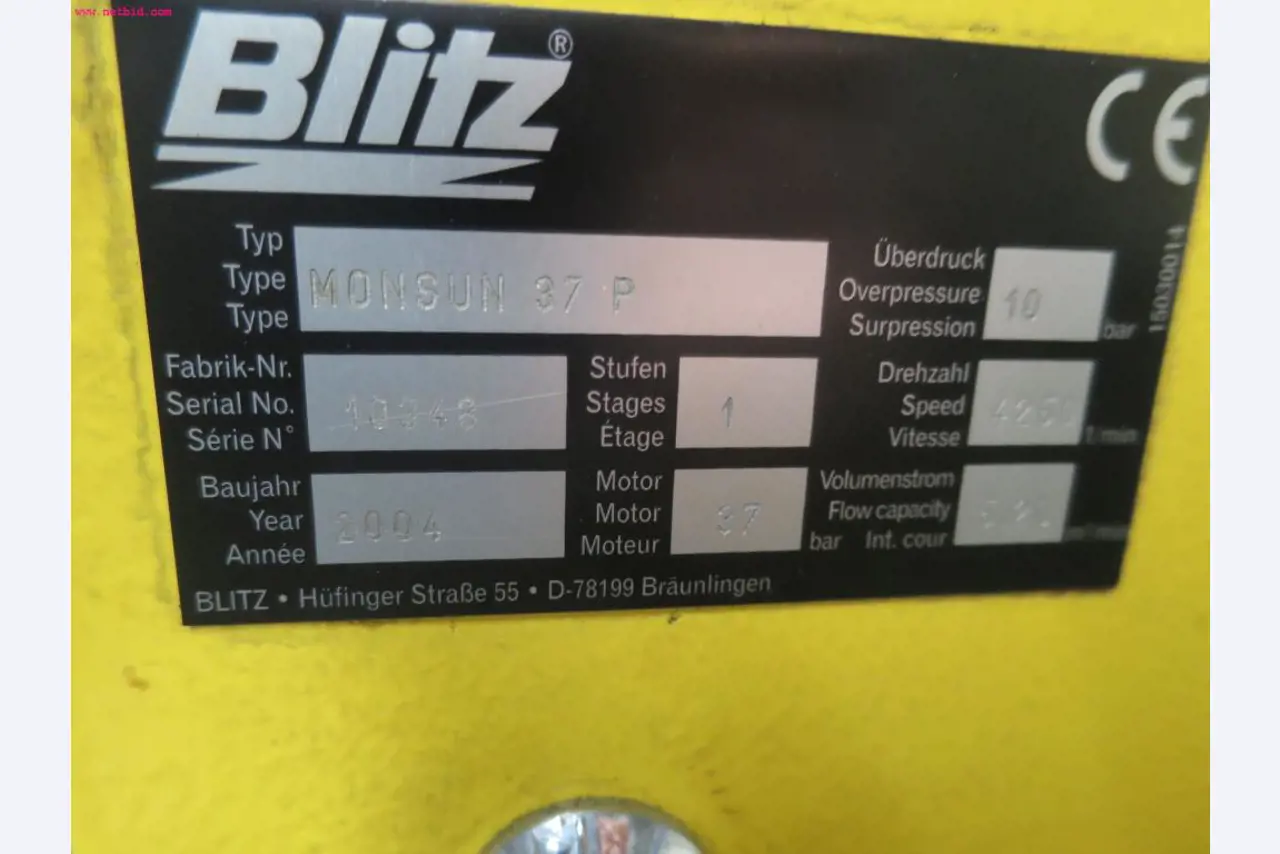 www.netbid.com
Blitz®
CE
Typ
Type
Type
MONSUN 37 P
Überdruck
Overpressure
Surpression
10
bar
15030014
Fabrik-Nr.
Serial No.
Série N°
Stufen
Stages
Étage
1
Drehzahl
Speed
Vitesse
1/min
Baujahr
Year
Année
2004
Motor
Motor
Moteur
37
bar
Volumenstrom
Flow capacity
Int. cour
BLITZ • Hüfinger Straße 55 • D-78199 Bräunlingen